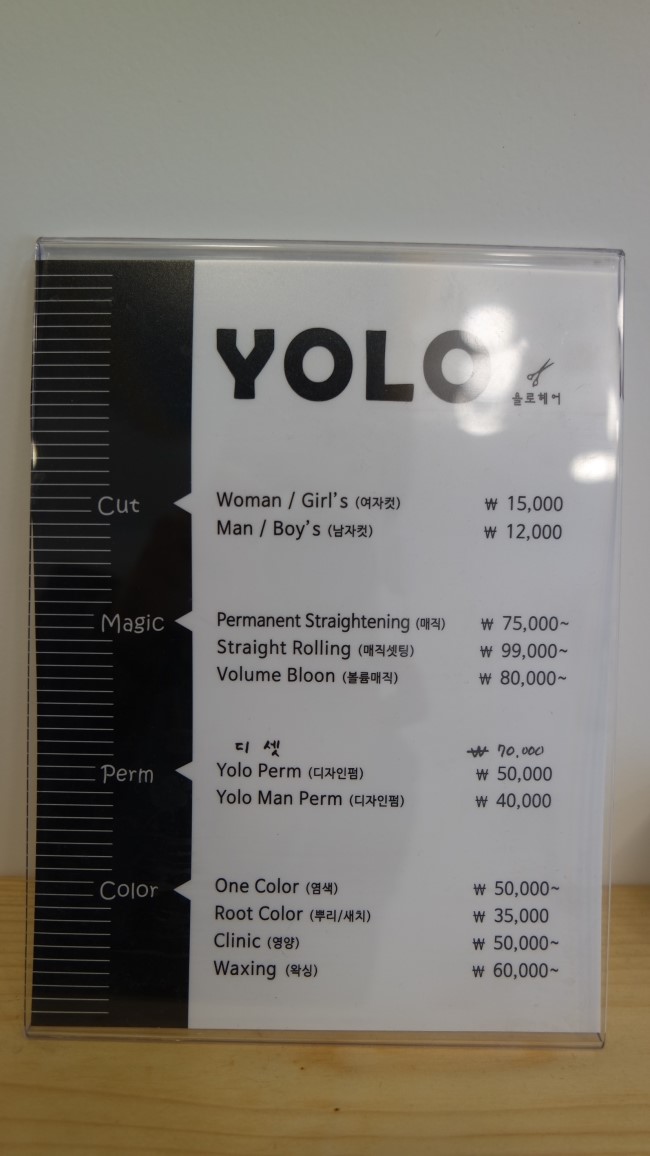 YOLO
욜로헤어
Cut
Woman / Girl's (여자컷) ₩ 15,000
Man / Boy's (남자컷) ₩ 12,000
Magic
Permanent Straightening (매직) ₩ 75,000~
Straight Rolling (매직셋팅) ₩ 99,000~
Volume Bloon (볼륨매직) ₩ 80,000~
디 셋 ₩ 70,000
Perm
Yolo Perm (디자인펌) ₩ 50,000
Yolo Man Perm (디자인펌) ₩ 40,000
Color
One Color (염색) ₩ 50,000~
Root Color (뿌리/새치) ₩ 35,000
Clinic (영양) ₩ 50,000~
Waxing (왁싱) ₩ 60,000~